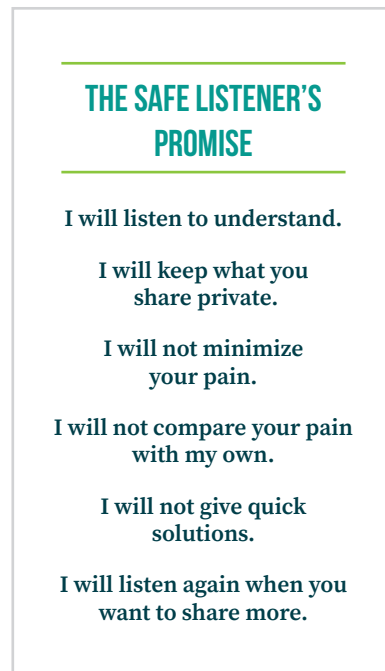 THE SAFE LISTENER'S
PROMISE
I will listen to understand.
I will keep what you
share private.
I will not minimize
your pain.
I will not compare your pain
with my own.
I will not give quick
solutions.
I will listen again when you
want to share more.